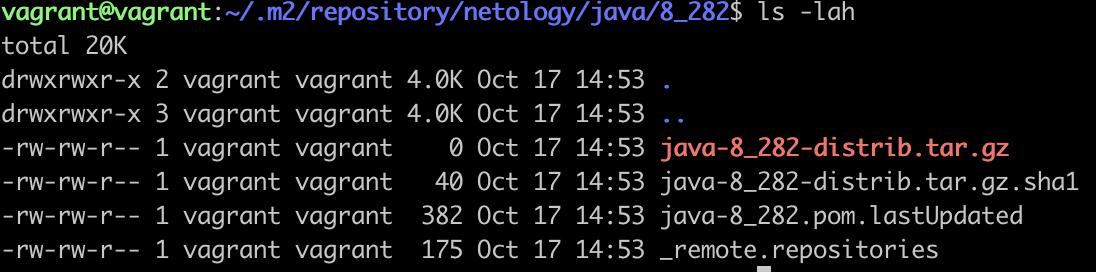 vagrant@vagrant:~/.m2/repository/netology/java/8_282$ ls -lah
total 20K
drwxrwxr-x 2 vagrant vagrant 4.0K Oct 17 14:53 .
drwxrwxr-x 3 vagrant vagrant 4.0K Oct 17 14:53 ..
-rw-rw-r-- 1 vagrant vagrant    0 Oct 17 14:53 java-8_282-distrib.tar.gz
-rw-rw-r-- 1 vagrant vagrant   40 Oct 17 14:53 java-8_282-distrib.tar.gz.sha1
-rw-rw-r-- 1 vagrant vagrant  382 Oct 17 14:53 java-8_282.pom.lastUpdated
-rw-rw-r-- 1 vagrant vagrant  175 Oct 17 14:53 _remote.repositories